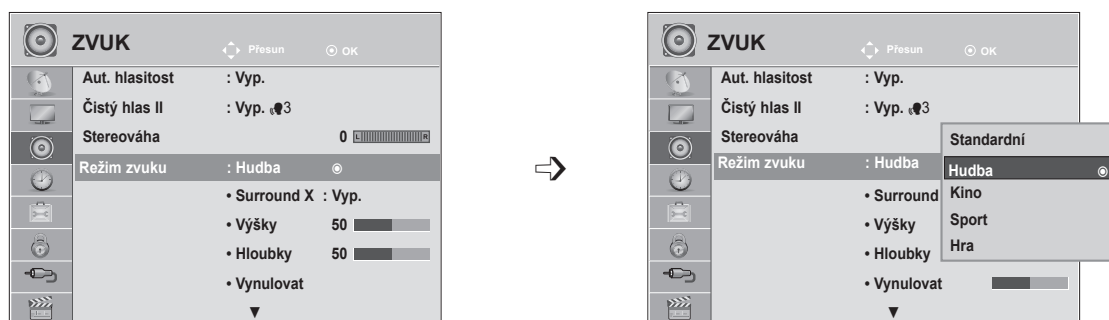 ZVUK Přesun OK
Aut. hlasitost : Vyp.
Čistý hlas II : Vyp. 3
Stereováha 0 L R
Režim zvuku : Hudba
• Surround X : Vyp.
• Výšky 50
• Hloubky 50
• Vynulovat
ZVUK Přesun OK
Aut. hlasitost : Vyp.
Čistý hlas II : Vyp. 3
Stereováha
Režim zvuku : Hudba
• Surround
• Výšky
• Hloubky
• Vynulovat
Standardní
Hudba
Kino
Sport
Hra